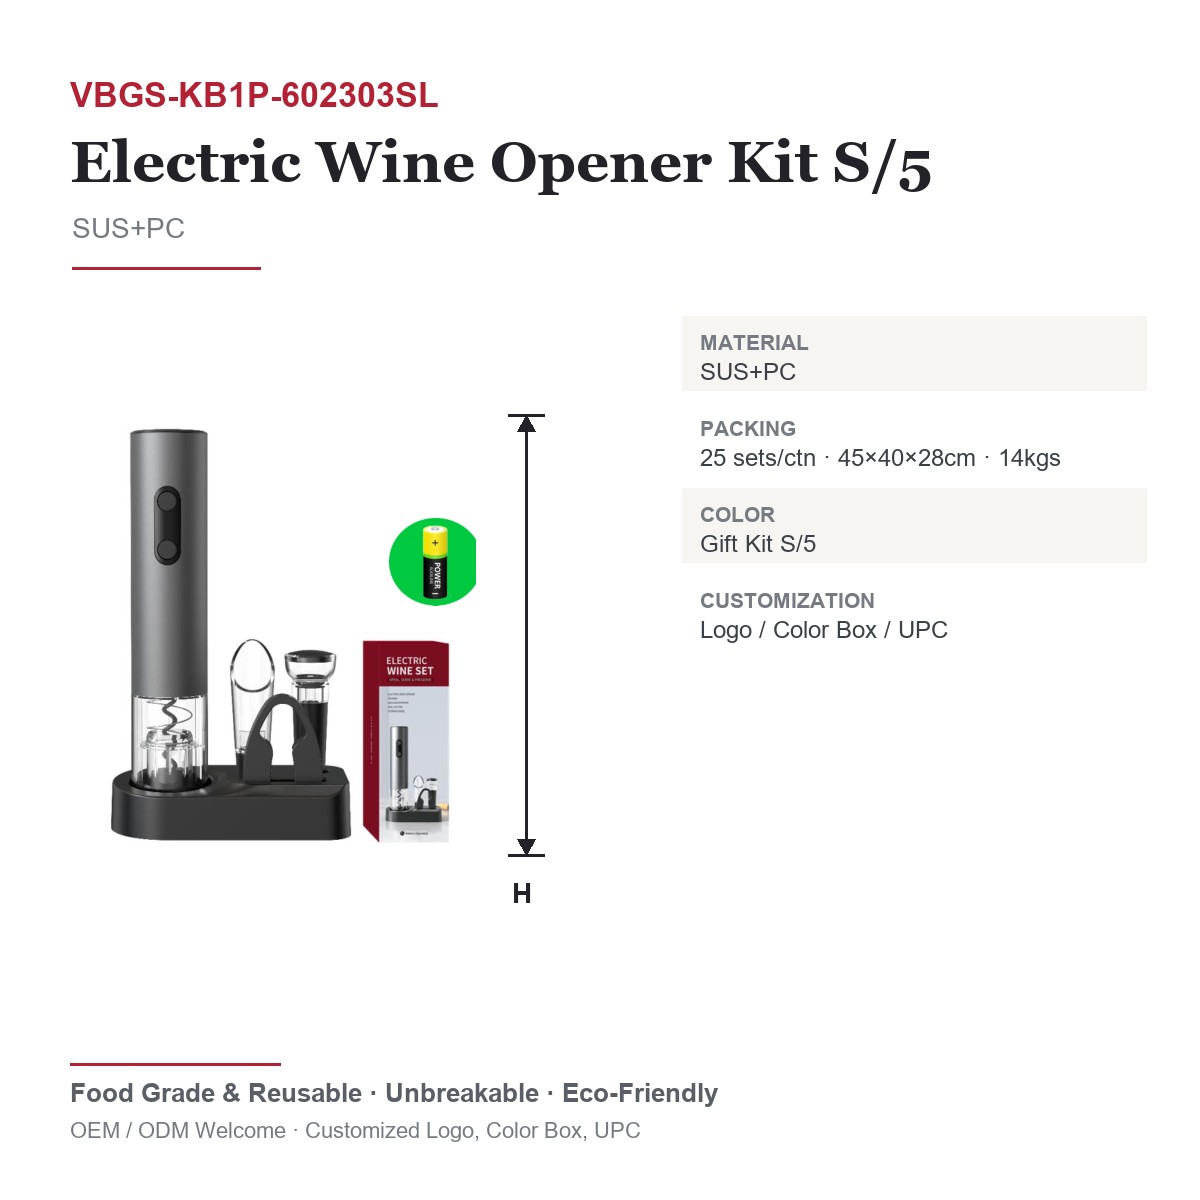 VBGS-KB1P-602303SL
Electric Wine Opener Kit S/5
SUS+PC
MATERIAL
SUS+PC
PACKING
25 sets/ctn · 45×40×28cm · 14kgs
COLOR
Gift Kit S/5
CUSTOMIZATION
Logo / Color Box / UPC
+
POWER
ELECTRIC
WINE SET
H
Food Grade & Reusable · Unbreakable · Eco-Friendly
OEM / ODM Welcome · Customized Logo, Color Box, UPC